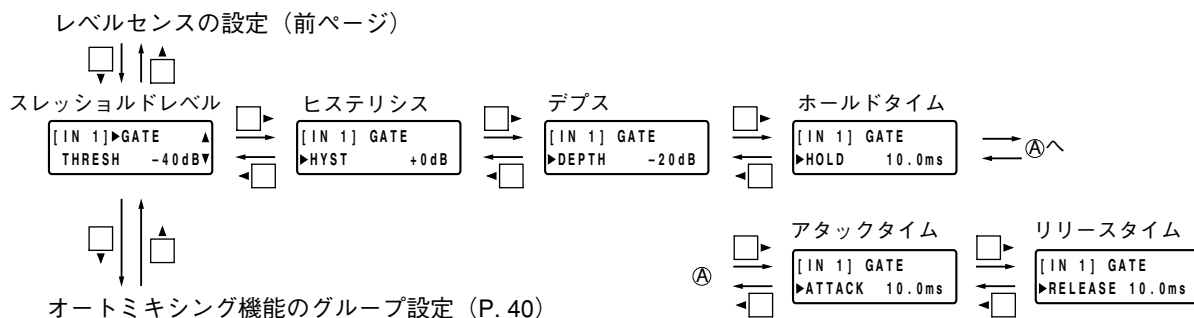 レベルセンスの設定（前ページ）
スレッショルドレベル
[IN 1]▶GATE ▲
THRESH -40dB▼
ヒステリシス
[IN 1] GATE
▶HYST +0dB
デプス
[IN 1] GATE
▶DEPTH -20dB
ホールドタイム
[IN 1] GATE
▶HOLD 10.0ms
Ⓐへ
Ⓐ
アタックタイム
[IN 1] GATE
▶ATTACK 10.0ms
リリースタイム
[IN 1] GATE
▶RELEASE 10.0ms
オートミキシング機能のグループ設定（P. 40）